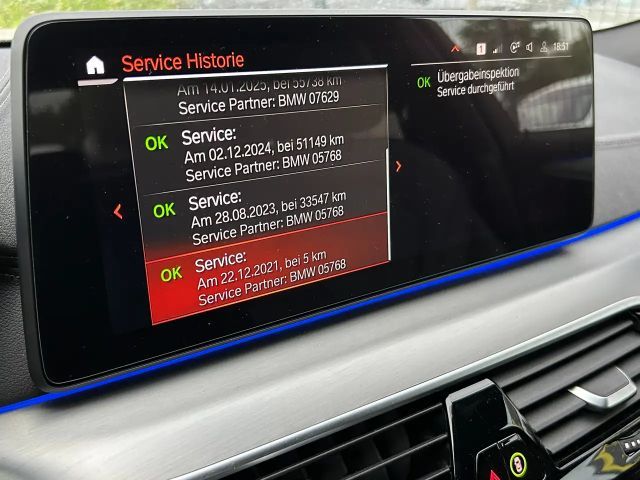 Service Historie
1
18:51
Am 14.01.2025, bei 55738 km
Service Partner: BMW 07629
OK Service:
Am 02.12.2024, bei 51149 km
Service Partner: BMW 05768
OK Service:
Am 28.08.2023, bei 33547 km
Service Partner: BMW 05768
OK Service:
Am 22.12.2021, bei 5 km
Service Partner: BMW 05768
OK Übergabeinspektion
Service durchgeführt